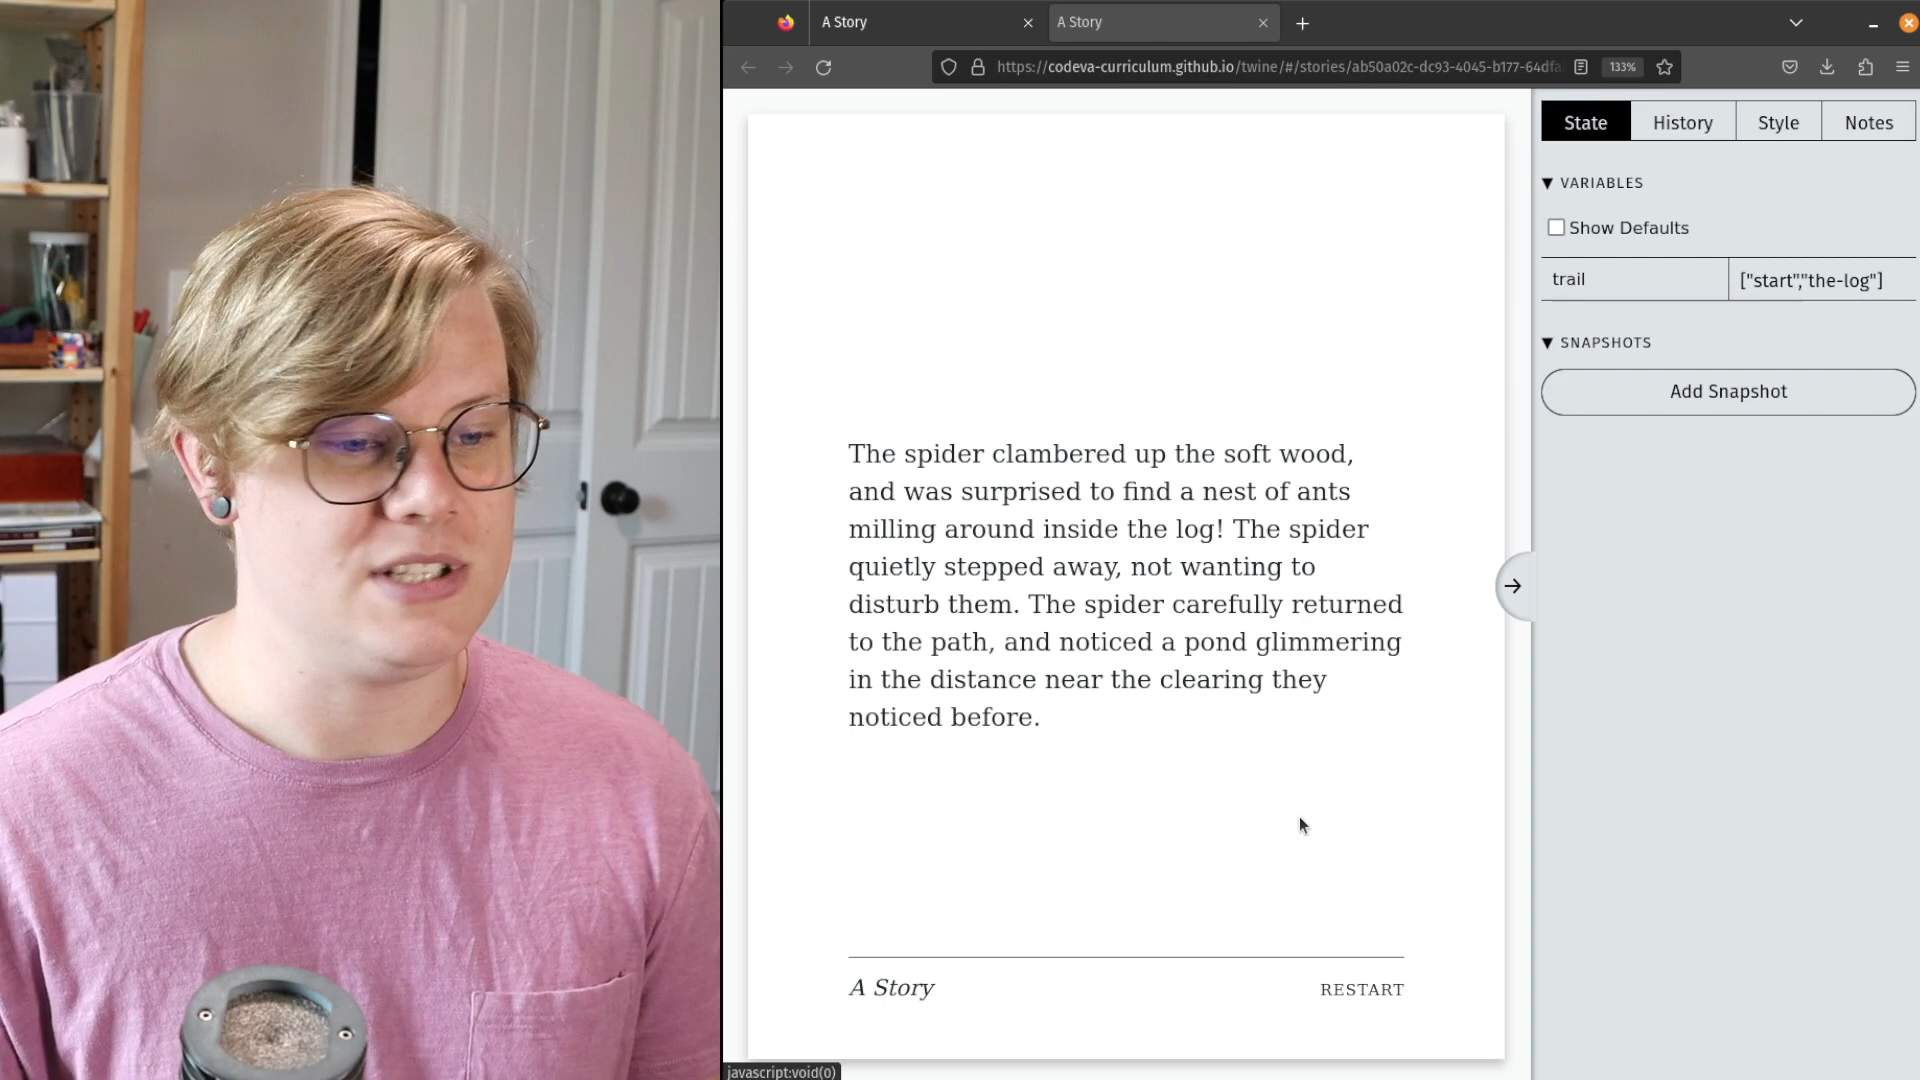 A Story
A Story
https://codeva-curriculum.github.io/twine/#/stories/ab50a02c-dc93-4045-b177-64dfa
133%
State
History
Style
Notes
▼ VARIABLES
Show Defaults
trail
["start","the-log"]
▼ SNAPSHOTS
Add Snapshot
The spider clambered up the soft wood,
and was surprised to find a nest of ants
milling around inside the log! The spider
quietly stepped away, not wanting to
disturb them. The spider carefully returned
to the path, and noticed a pond glimmering
in the distance near the clearing they
noticed before.
A Story
RESTART
javascript:void(0)